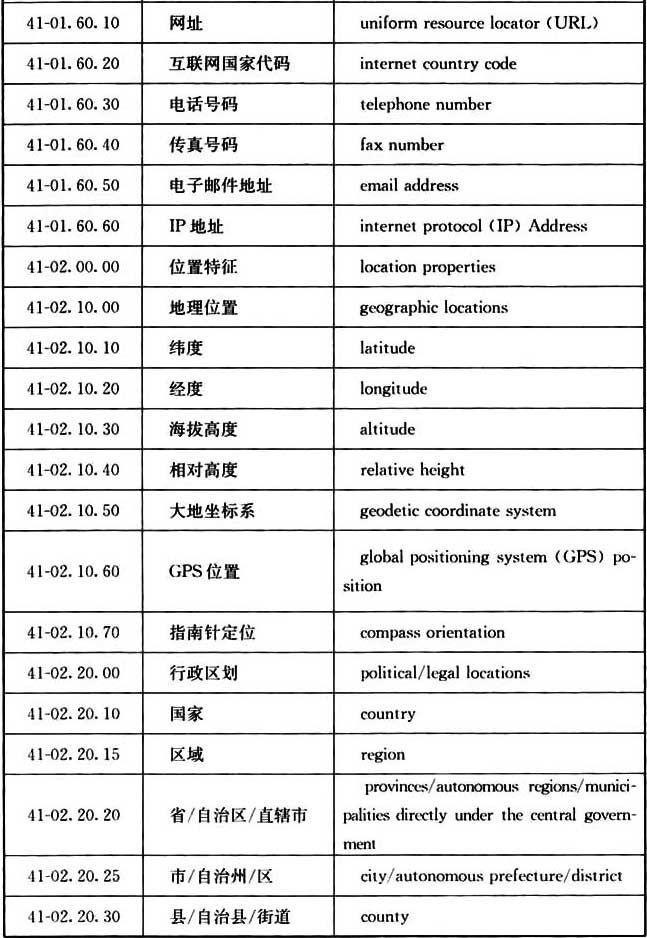 41-01.60.10 网址 uniform resource locator (URL)
41-01.60.20 互联网国家代码 internet country code
41-01.60.30 电话号码 telephone number
41-01.60.40 传真号码 fax number
41-01.60.50 电子邮件地址 email address
41-01.60.60 IP地址 internet protocol (IP) Address
41-02.00.00 位置特征 location properties
41-02.10.00 地理位置 geographic locations
41-02.10.10 纬度 latitude
41-02.10.20 经度 longitude
41-02.10.30 海拔高度 altitude
41-02.10.40 相对高度 relative height
41-02.10.50 大地坐标系 geodetic coordinate system
41-02.10.60 GPS位置 global positioning system (GPS) po-
sition
41-02.10.70 指南针定位 compass orientation
41-02.20.00 行政区划 political/legal locations
41-02.20.10 国家 country
41-02.20.15 区域 region
41-02.20.20 省/自治区/直辖市 provinces/autonomous regions/munici-
palities directly under the central govern-
ment
41-02.20.25 市/自治州/区 city/autonomous prefecture/district
41-02.20.30 县/自治县/街道 county